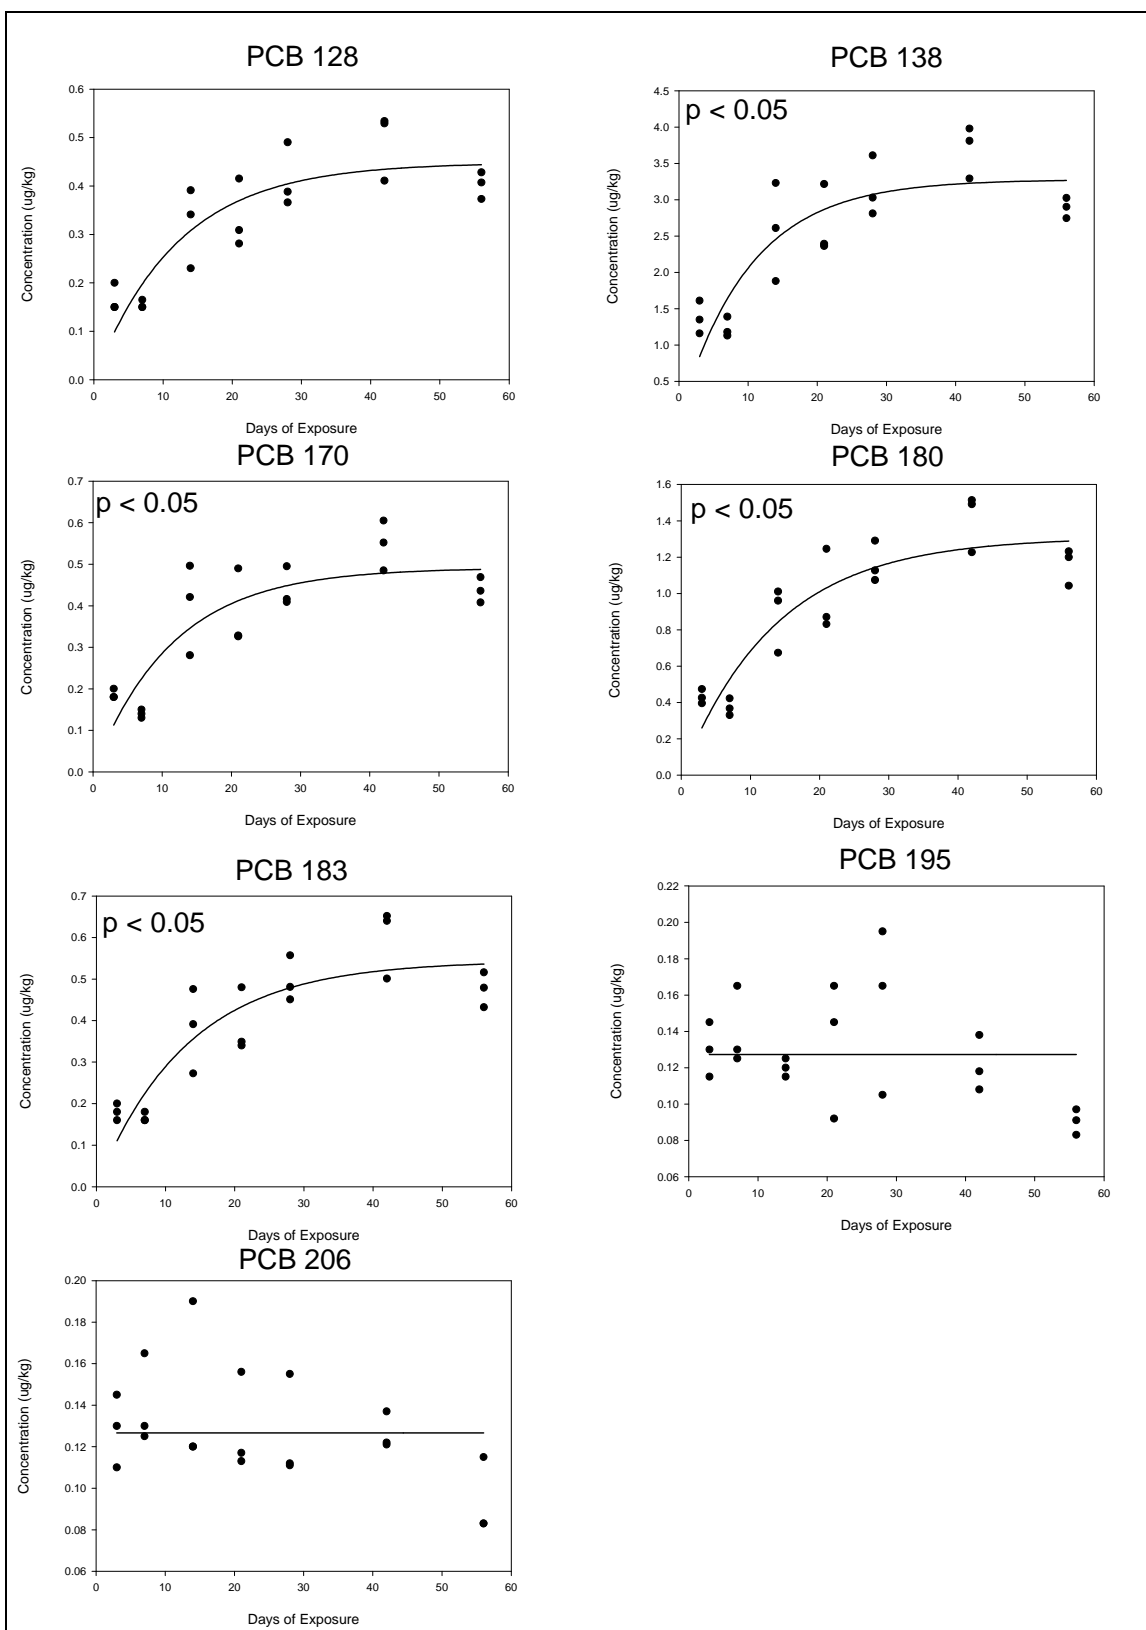 PCB 128
0.6
0.5
0.4
0.3
0.2
0.1
0.0
Concentration (ug/kg)
0 10 20 30 40 50 60
Days of Exposure
PCB 138
p < 0.05
4.5
4.0
3.5
3.0
2.5
2.0
1.5
1.0
0.5
Concentration (ug/kg)
0 10 20 30 40 50 60
Days of Exposure
PCB 170
p < 0.05
0.7
0.6
0.5
0.4
0.3
0.2
0.1
0.0
Concentration (ug/kg)
0 10 20 30 40 50 60
Days of Exposure
PCB 180
p < 0.05
1.6
1.4
1.2
1.0
0.8
0.6
0.4
0.2
0.0
Concentration (ug/kg)
0 10 20 30 40 50 60
Days of Exposure
PCB 183
p < 0.05
0.7
0.6
0.5
0.4
0.3
0.2
0.1
0.0
Concentration (ug/kg)
0 10 20 30 40 50 60
Days of Exposure
PCB 195
0.22
0.20
0.18
0.16
0.14
0.12
0.10
0.08
0.06
Concentration (ug/kg)
0 10 20 30 40 50 60
Days of Exposure
PCB 206
0.20
0.18
0.16
0.14
0.12
0.10
0.08
0.06
Concentration (ug/kg)
0 10 20 30 40 50 60
Days of Exposure